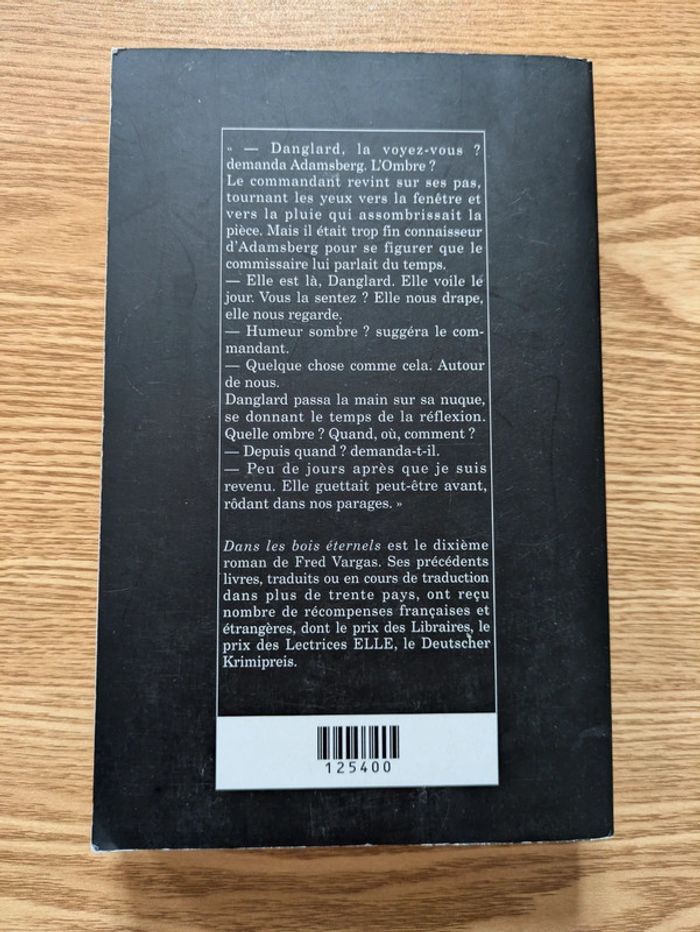 « — Danglard, la voyez-vous ?
demanda Adamsberg. L'Ombre ?
Le commandant revint sur ses pas,
tournant les yeux vers la fenêtre et
vers la pluie qui assombrissait la
pièce. Mais il était trop fin connaisseur
d'Adamsberg pour se figurer que le
commissaire lui parlait du temps.
— Elle est là, Danglard. Elle voile le
jour. Vous la sentez ? Elle nous drape,
elle nous regarde.
— Humeur sombre ? suggéra le com-
mandant.
— Quelque chose comme cela. Autour
de nous.
Danglard passa la main sur sa nuque,
se donnant le temps de la réflexion.
Quelle ombre ? Quand, où, comment ?
— Depuis quand ? demanda-t-il.
— Peu de jours après que je suis
revenu. Elle guettait peut-être avant,
rôdant dans nos parages. »
Dans les bois éternels est le dixième
roman de Fred Vargas. Ses précédents
livres, traduits ou en cours de traduction
dans plus de trente pays, ont reçu
nombre de récompenses françaises et
étrangères, dont le prix des Libraires, le
prix des Lectrices ELLE, le Deutscher
Krimipreis.
125400